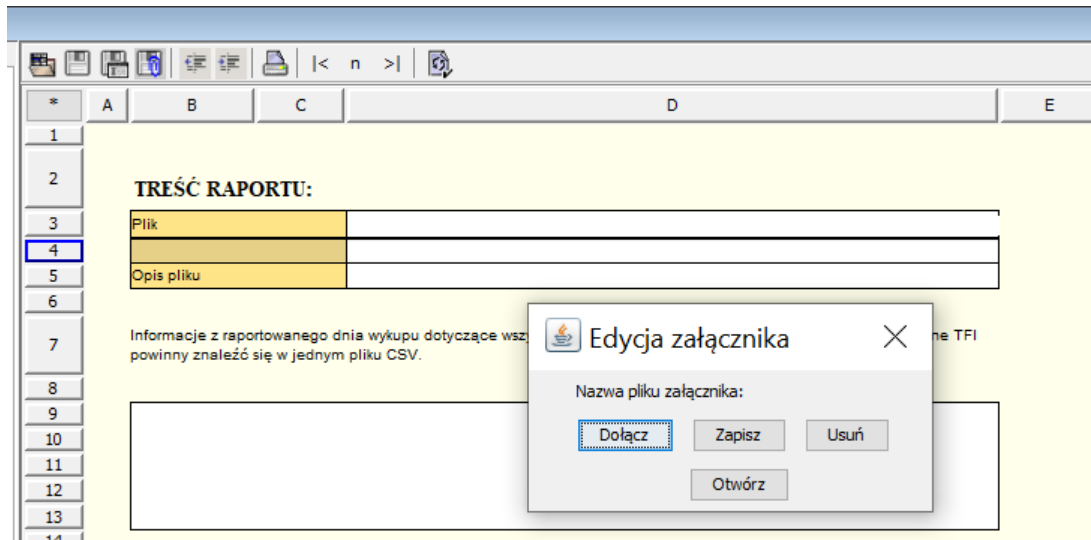 |< n >|
* A B C D E
1
2 TREŚĆ RAPORTU:
3 Plik
4
5 Opis pliku
6
7 Informacje z raportowanego dnia wykupu dotyczące wszy ne TFI
powinny znaleźć się w jednym pliku CSV.
8
9
10
11
12
13
14
Edycja załącznika
Nazwa pliku załącznika:
Dołącz Zapisz Usuń
Otwórz